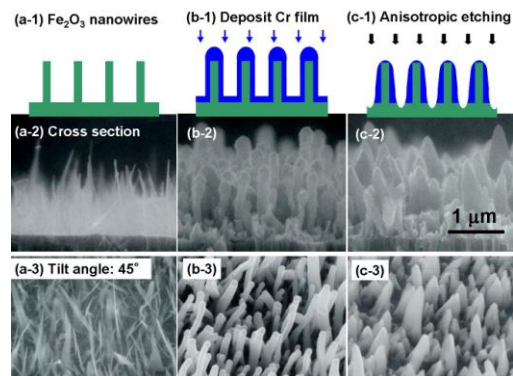 (a-1) Fe₂O₃ nanowires
(b-1) Deposit Cr film
(c-1) Anisotropic etching
(a-2) Cross section
(b-2)
(c-2)
1 μm
(a-3) Tilt angle: 45°
(b-3)
(c-3)